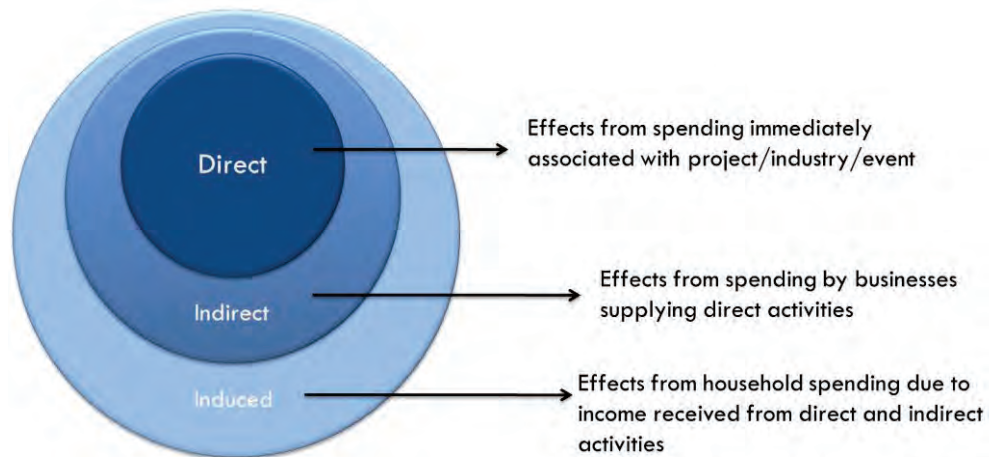 Direct
Effects from spending immediately
associated with project/industry/event
Indirect
Effects from spending by businesses
supplying direct activities
Induced
Effects from household spending due to
income received from direct and indirect
activities